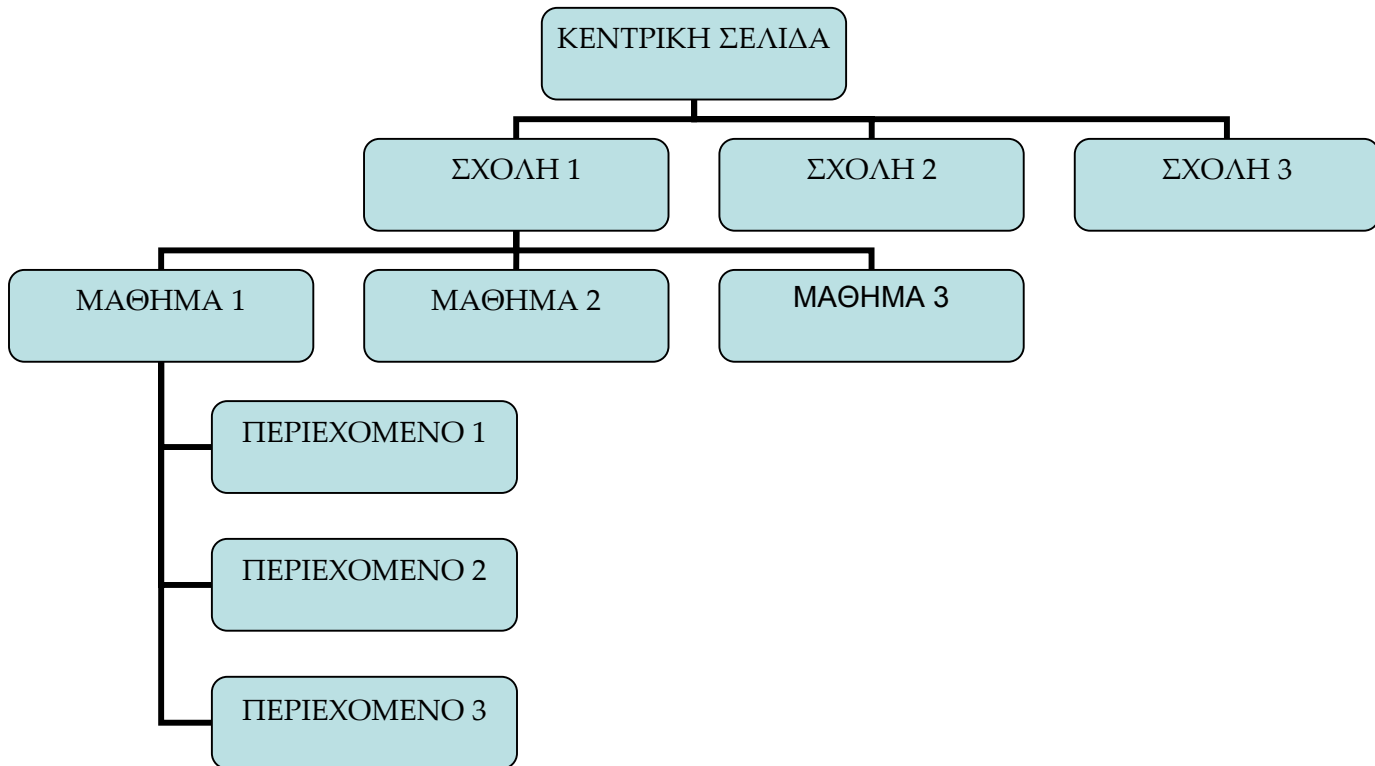 ΚΕΝΤΡΙΚΗ ΣΕΛΙΔΑ
ΣΧΟΛΗ 1
ΣΧΟΛΗ 2
ΣΧΟΛΗ 3
ΜΑΘΗΜΑ 1
ΜΑΘΗΜΑ 2
ΜΑΘΗΜΑ 3
ΠΕΡΙΕΧΟΜΕΝΟ 1
ΠΕΡΙΕΧΟΜΕΝΟ 2
ΠΕΡΙΕΧΟΜΕΝΟ 3